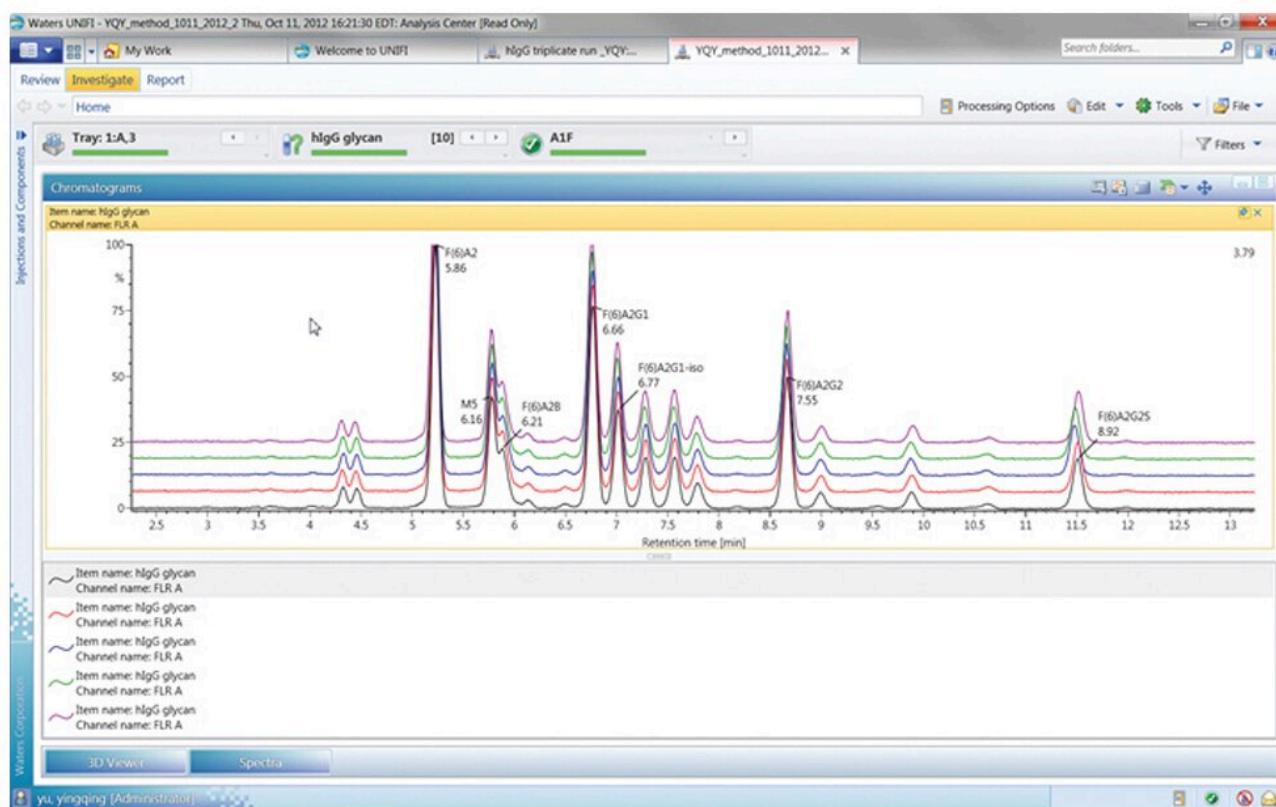 Waters UNIFI - YQY_method_1011_2012_2 Thu, Oct 11, 2012 16:21:30 EDT: Analysis Center [Read Only]
My Work
Welcome to UNIFI
hIgG triplicate run _YQY:...
YQY_method_1011_2012...
Search folders...
Review Investigate Report
Home
Processing Options Edit Tools File
Tray: 1:A,3
hIgG glycan [10]
A1F
Filters
Injections and Components
Chromatograms
Item name: hIgG glycan
Channel name: FLR A
100
%
75
50
25
0
F(6)A2
5.86
M5
6.16
F(6)A2B
6.21
F(6)A2G1
6.66
F(6)A2G1-iso
6.77
F(6)A2G2
7.55
F(6)A2G2S
8.92
3.79
2.5 3 3.5 4 4.5 5 5.5 6 6.5 7 7.5 8 8.5 9 9.5 10 10.5 11 11.5 12 12.5 13
Retention time [min]
Item name: hIgG glycan
Channel name: FLR A
Item name: hIgG glycan
Channel name: FLR A
Item name: hIgG glycan
Channel name: FLR A
Item name: hIgG glycan
Channel name: FLR A
Item name: hIgG glycan
Channel name: FLR A
Waters Corporation
3D Viewer Spectra
yu, yingqing [Administrator]